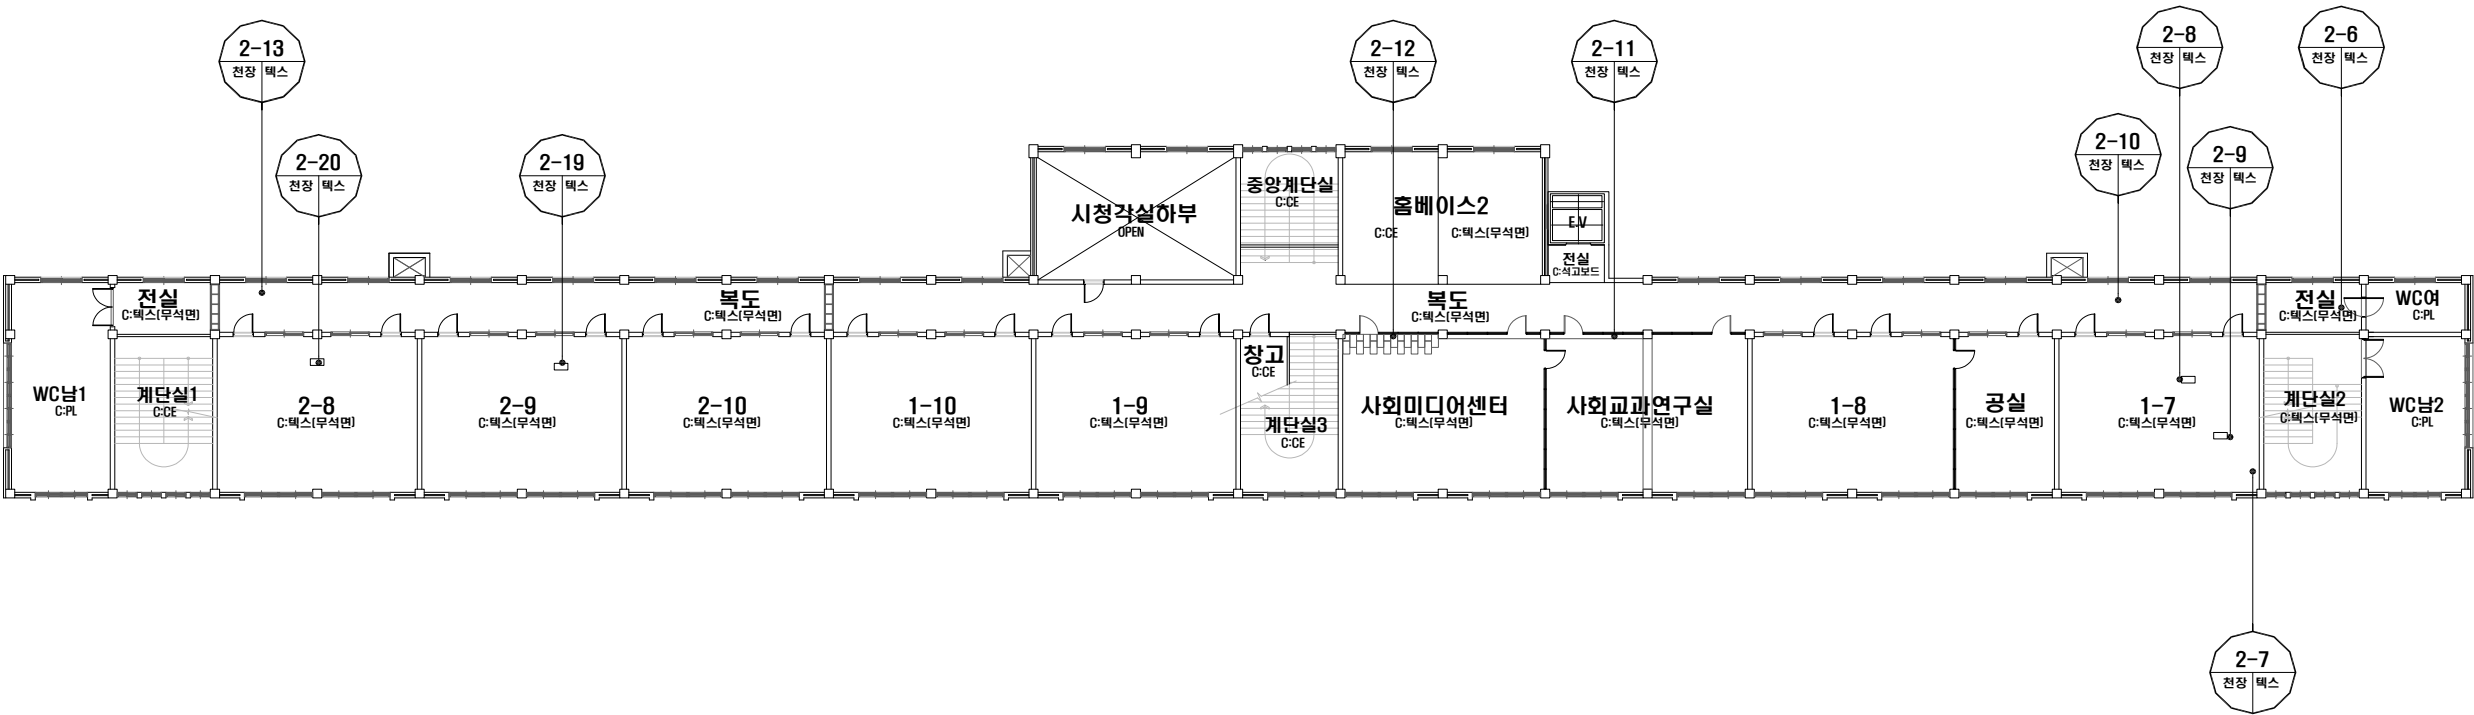 2-13
천장 텍스
2-12
천장 텍스
2-11
천장 텍스
2-8
천장 텍스
2-6
천장 텍스
2-20
천장 텍스
2-19
천장 텍스
2-10
천장 텍스
2-9
천장 텍스
시청각실하부
OPEN
중앙계단실
C:CE
홈베이스2
C:CE
C:텍스(무석면)
E.V
전실
C:석고보드
전실
C:텍스(무석면)
복도
C:텍스(무석면)
복도
C:텍스(무석면)
전실
C:텍스(무석면)
WC여
C:PL
WC남1
C:PL
계단실1
C:CE
2-8
C:텍스(무석면)
2-9
C:텍스(무석면)
2-10
C:텍스(무석면)
1-10
C:텍스(무석면)
1-9
C:텍스(무석면)
창고
C:CE
계단실3
C:CE
사회미디어센터
C:텍스(무석면)
사회교과연구실
C:텍스(무석면)
1-8
C:텍스(무석면)
공실
C:텍스(무석면)
1-7
C:텍스(무석면)
계단실2
C:텍스(무석면)
WC남2
C:PL
2-7
천장 텍스